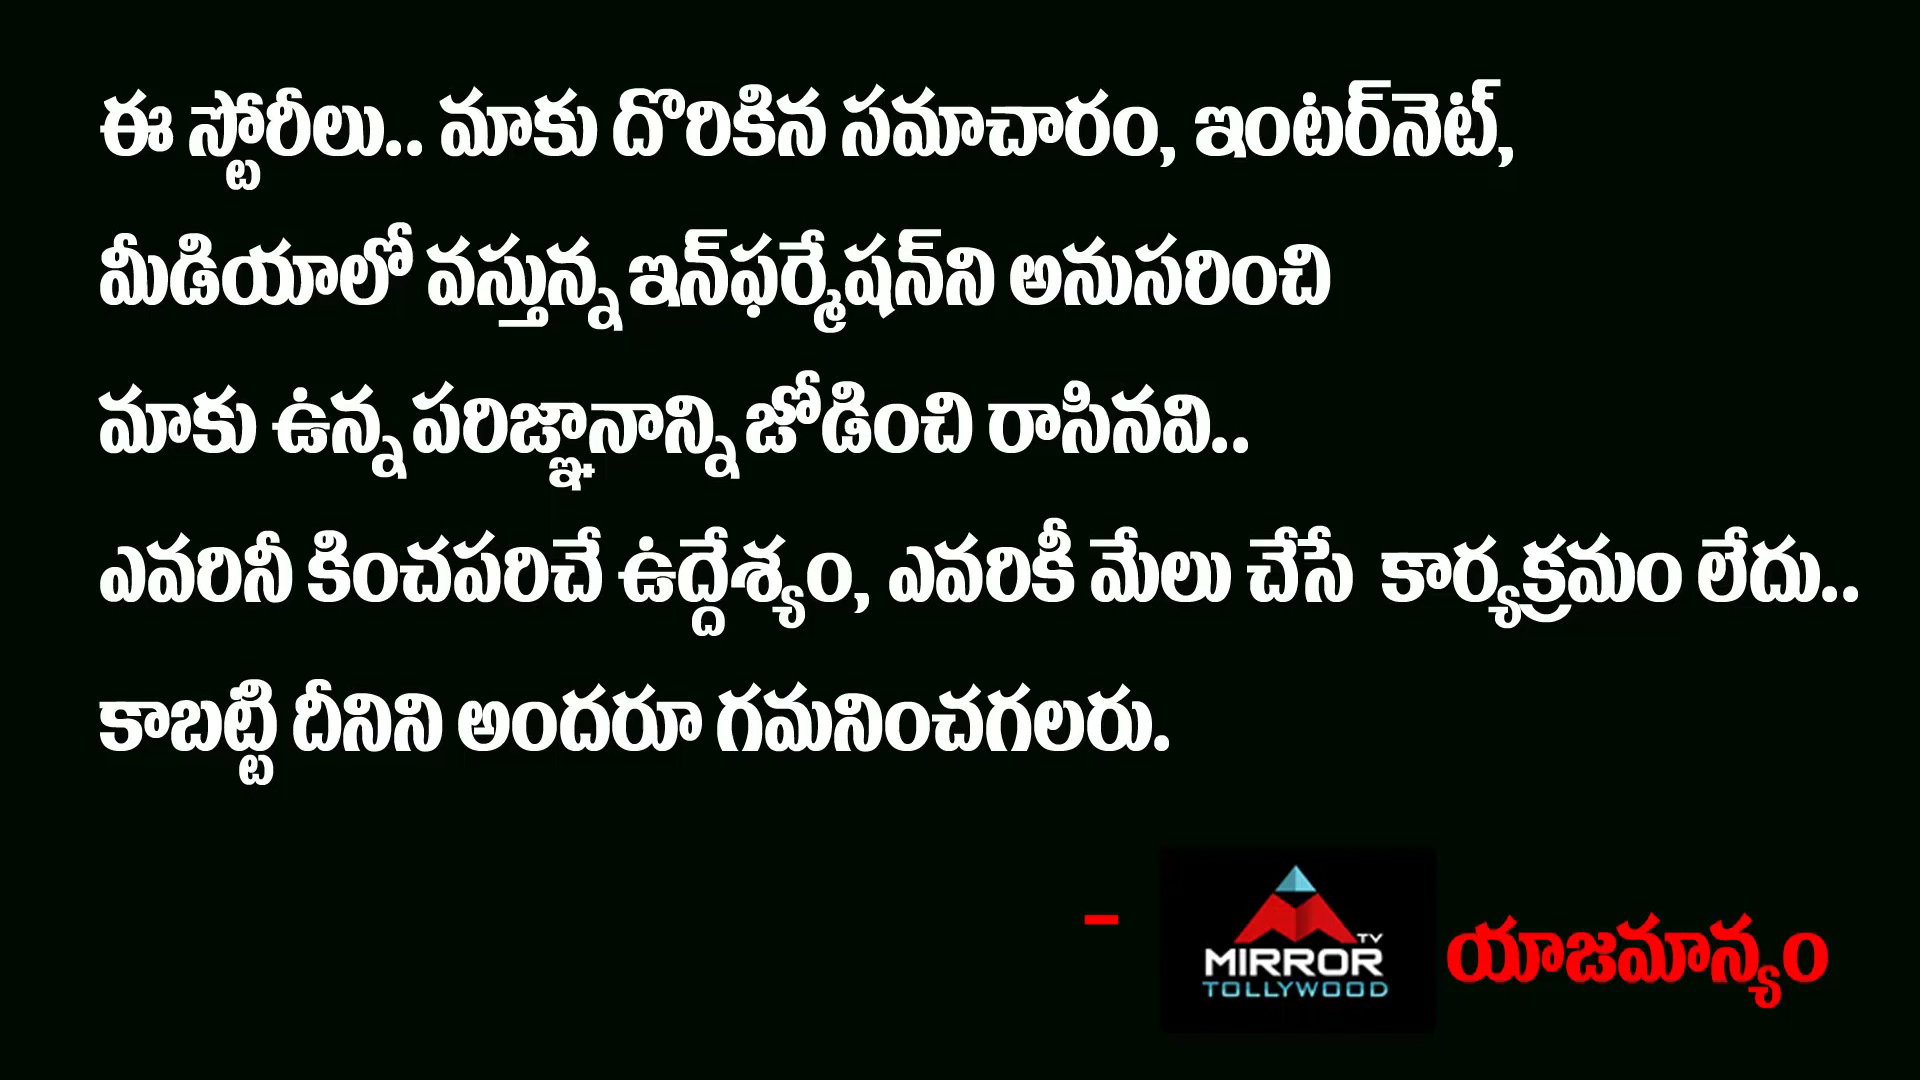 ఈ స్టోరీలు.. మాకు దొరికిన సమాచారం, ఇంటర్‌నెట్,
మీడియాలో వస్తున్న ఇన్‌ఫర్మేషన్‌ని అనుసరించి
మాకు ఉన్న పరిజ్ఞానాన్ని జోడించి రాసినవి..
ఎవరినీ కించపరిచే ఉద్దేశ్యం, ఎవరికీ మేలు చేసే కార్యక్రమం లేదు..
కాబట్టి దీనిని అందరూ గమనించగలరు.
- MIRROR TV TOLLYWOOD యాజమాన్యం